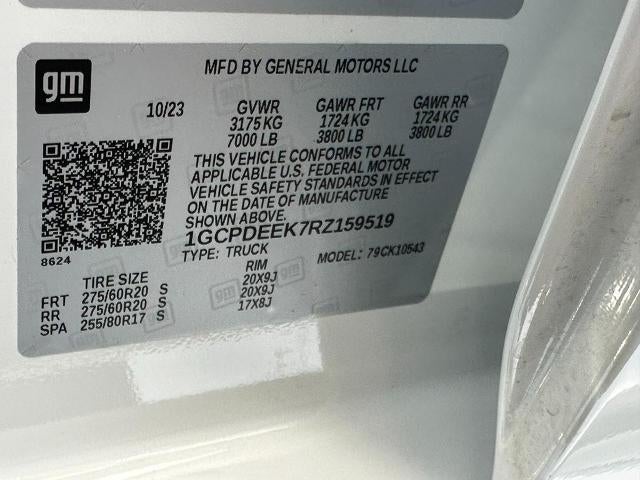 gm
MFD BY GENERAL MOTORS LLC
10/23 GVWR GAWR FRT GAWR RR
3175 KG 1724 KG 1724 KG
7000 LB 3800 LB 3800 LB
THIS VEHICLE CONFORMS TO ALL
APPLICABLE U.S. FEDERAL MOTOR
VEHICLE SAFETY STANDARDS IN EFFECT
ON THE DATE OF MANUFACTURE
SHOWN ABOVE.
1GCPDEEK7RZ159519
8624 TYPE: TRUCK MODEL: 79CK10543
TIRE SIZE RIM
FRT 275/60R20 S 20X9J
RR 275/60R20 S 20X9J
SPA 255/80R17 S 17X8J